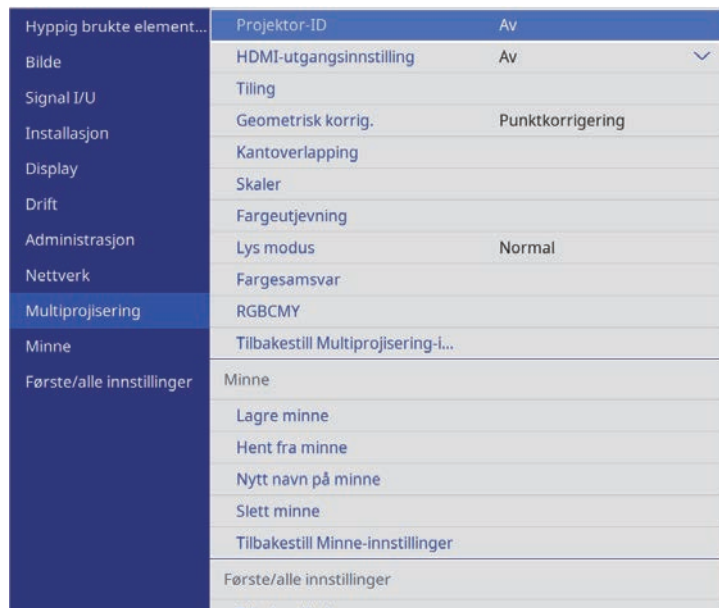 Hyppig brukte element...
Bilde
Signal I/U
Installasjon
Display
Drift
Administrasjon
Nettverk
Multiprojisering
Minne
Første/alle innstillinger
Projektor-ID Av
HDMI-utgangsinnstilling Av
Tiling
Geometrisk korrig. Punktkorrigering
Kantoverlapping
Skaler
Fargeutjevning
Lys modus Normal
Fargesamsvar
RGBCMY
Tilbakestill Multiprojisering-i...
Minne
Lagre minne
Hent fra minne
Nytt navn på minne
Slett minne
Tilbakestill Minne-innstillinger
Første/alle innstillinger